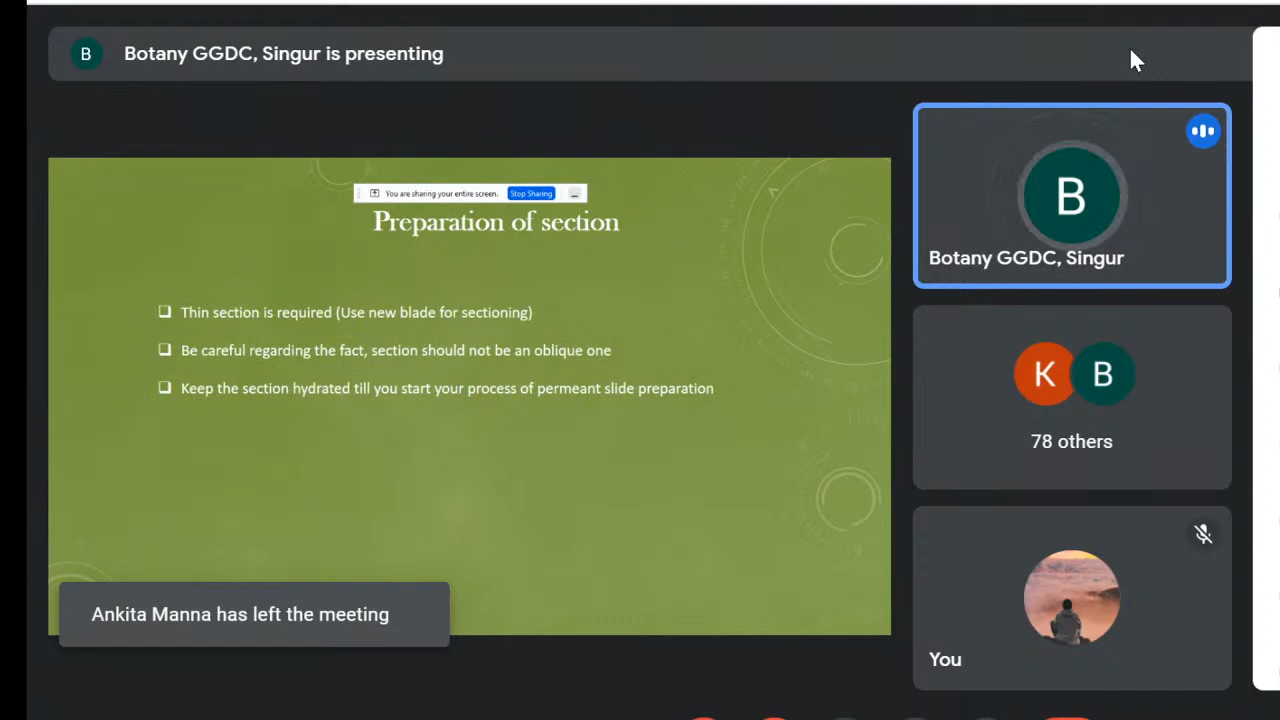 B
Botany GGDC, Singur is presenting
You are sharing your entire screen.
Stop Sharing
Preparation of section
Thin section is required (Use new blade for sectioning)
Be careful regarding the fact, section should not be an oblique one
Keep the section hydrated till you start your process of permeant slide preparation
Ankita Manna has left the meeting
B
Botany GGDC, Singur
K
B
78 others
You